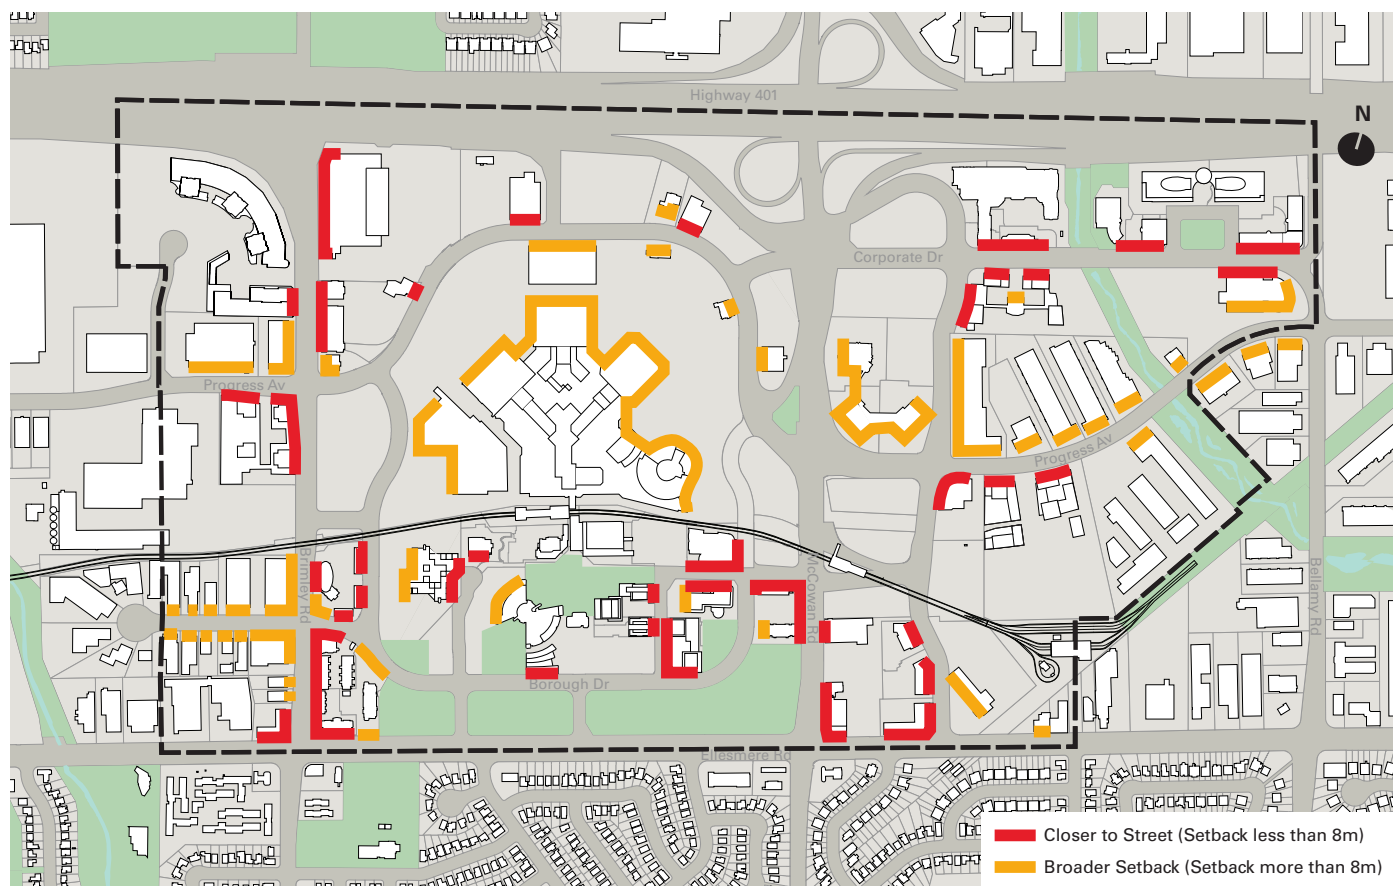 Highway 401
N
Corporate Dr
Progress Av
Progress Av
Brimley Rd
McCowan Rd
Bellamy Rd
Borough Dr
Ellesmere Rd
Closer to Street (Setback less than 8m)
Broader Setback (Setback more than 8m)